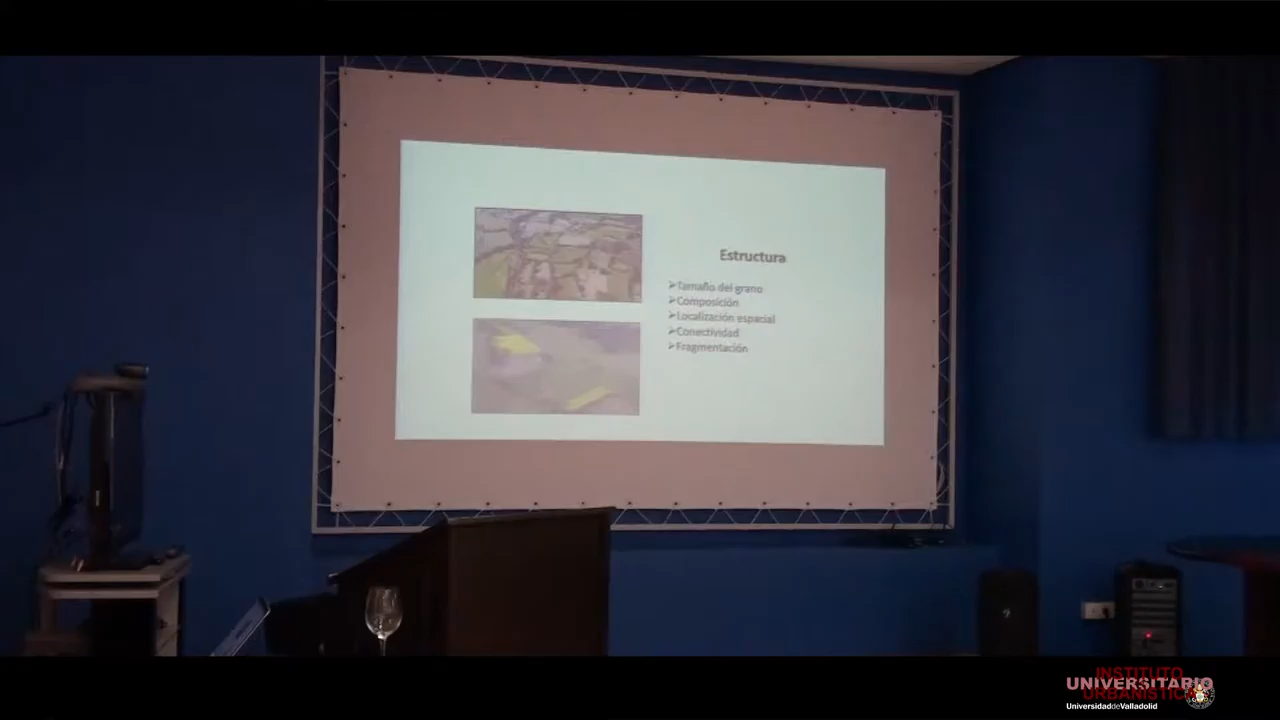 Estructura
➢Tamaño del grano
➢Composición
➢Localización espacial
➢Conectividad
➢Fragmentación
INSTITUTO
UNIVERSITARIO
URBANÍSTICA
UniversidaddeValladolid